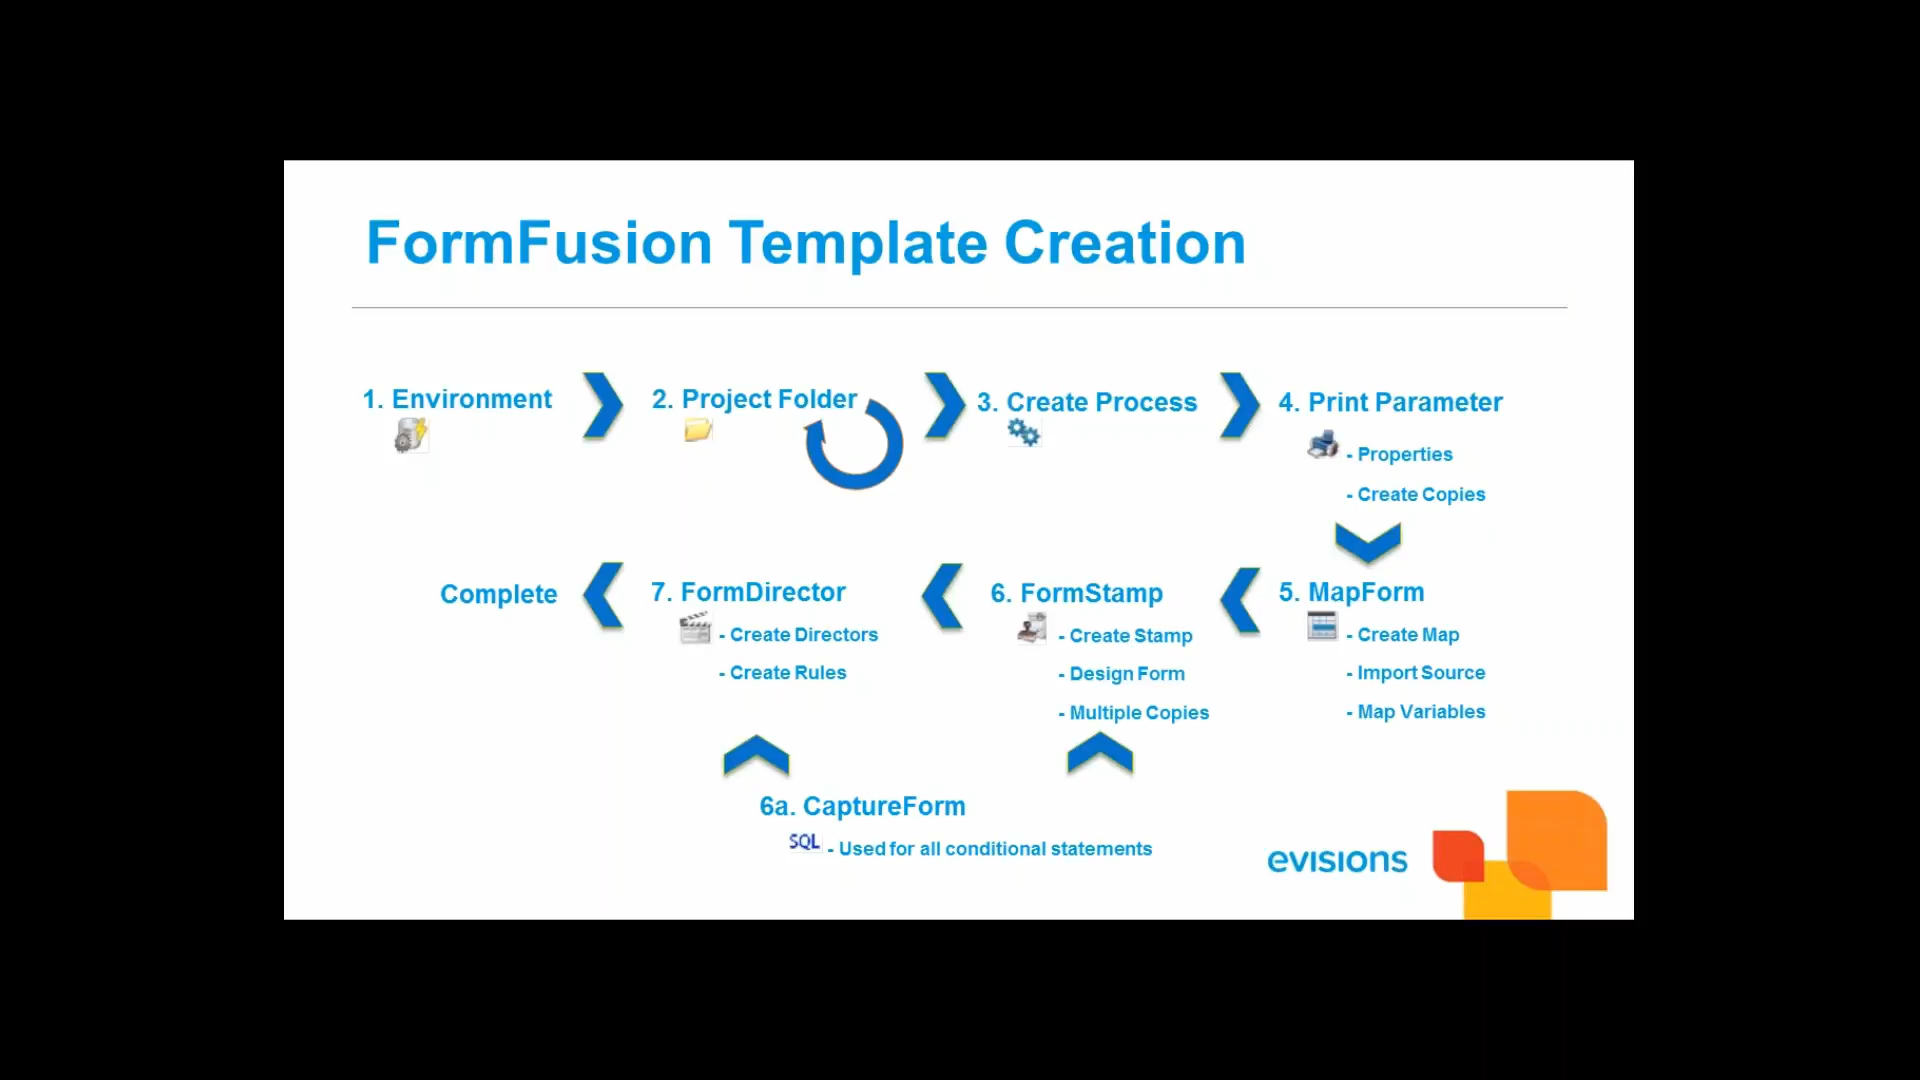 FormFusion Template Creation
1. Environment
2. Project Folder
3. Create Process
4. Print Parameter
- Properties
- Create Copies
5. MapForm
- Create Map
- Import Source
- Map Variables
6. FormStamp
- Create Stamp
- Design Form
- Multiple Copies
7. FormDirector
- Create Directors
- Create Rules
Complete
6a. CaptureForm
SQL - Used for all conditional statements
evisions